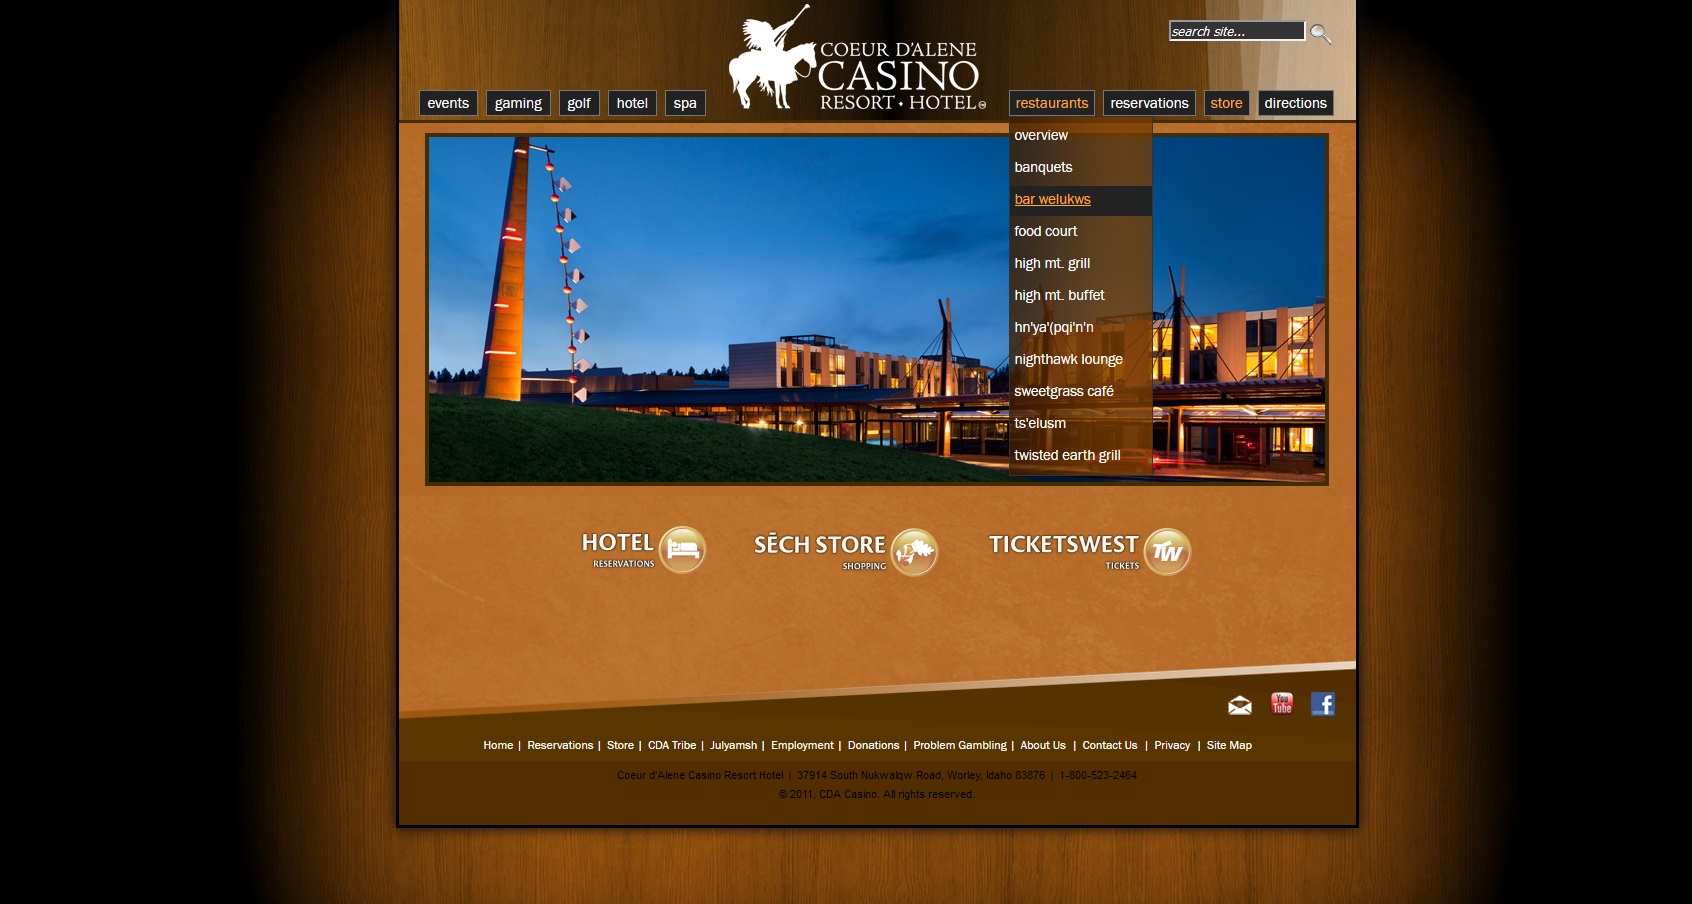 search site...
COEUR D'ALENE
CASINO
RESORT • HOTEL
events gaming golf hotel spa
restaurants reservations store directions
overview
banquets
bar welukws
food court
high mt. grill
high mt. buffet
hn'ya'(pqi'n'n
nighthawk lounge
sweetgrass café
ts'elusm
twisted earth grill
HOTEL
RESERVATIONS
SĒCH STORE
SHOPPING
TICKETSWEST
TICKETS
TW
You Tube
f
Home | Reservations | Store | CDA Tribe | Julyamsh | Employment | Donations | Problem Gambling | About Us | Contact Us | Privacy | Site Map
Coeur d'Alene Casino Resort Hotel | 37914 South Nukwalqw Road, Worley, Idaho 83876 | 1-800-523-2464
© 2011. CDA Casino. All rights reserved.